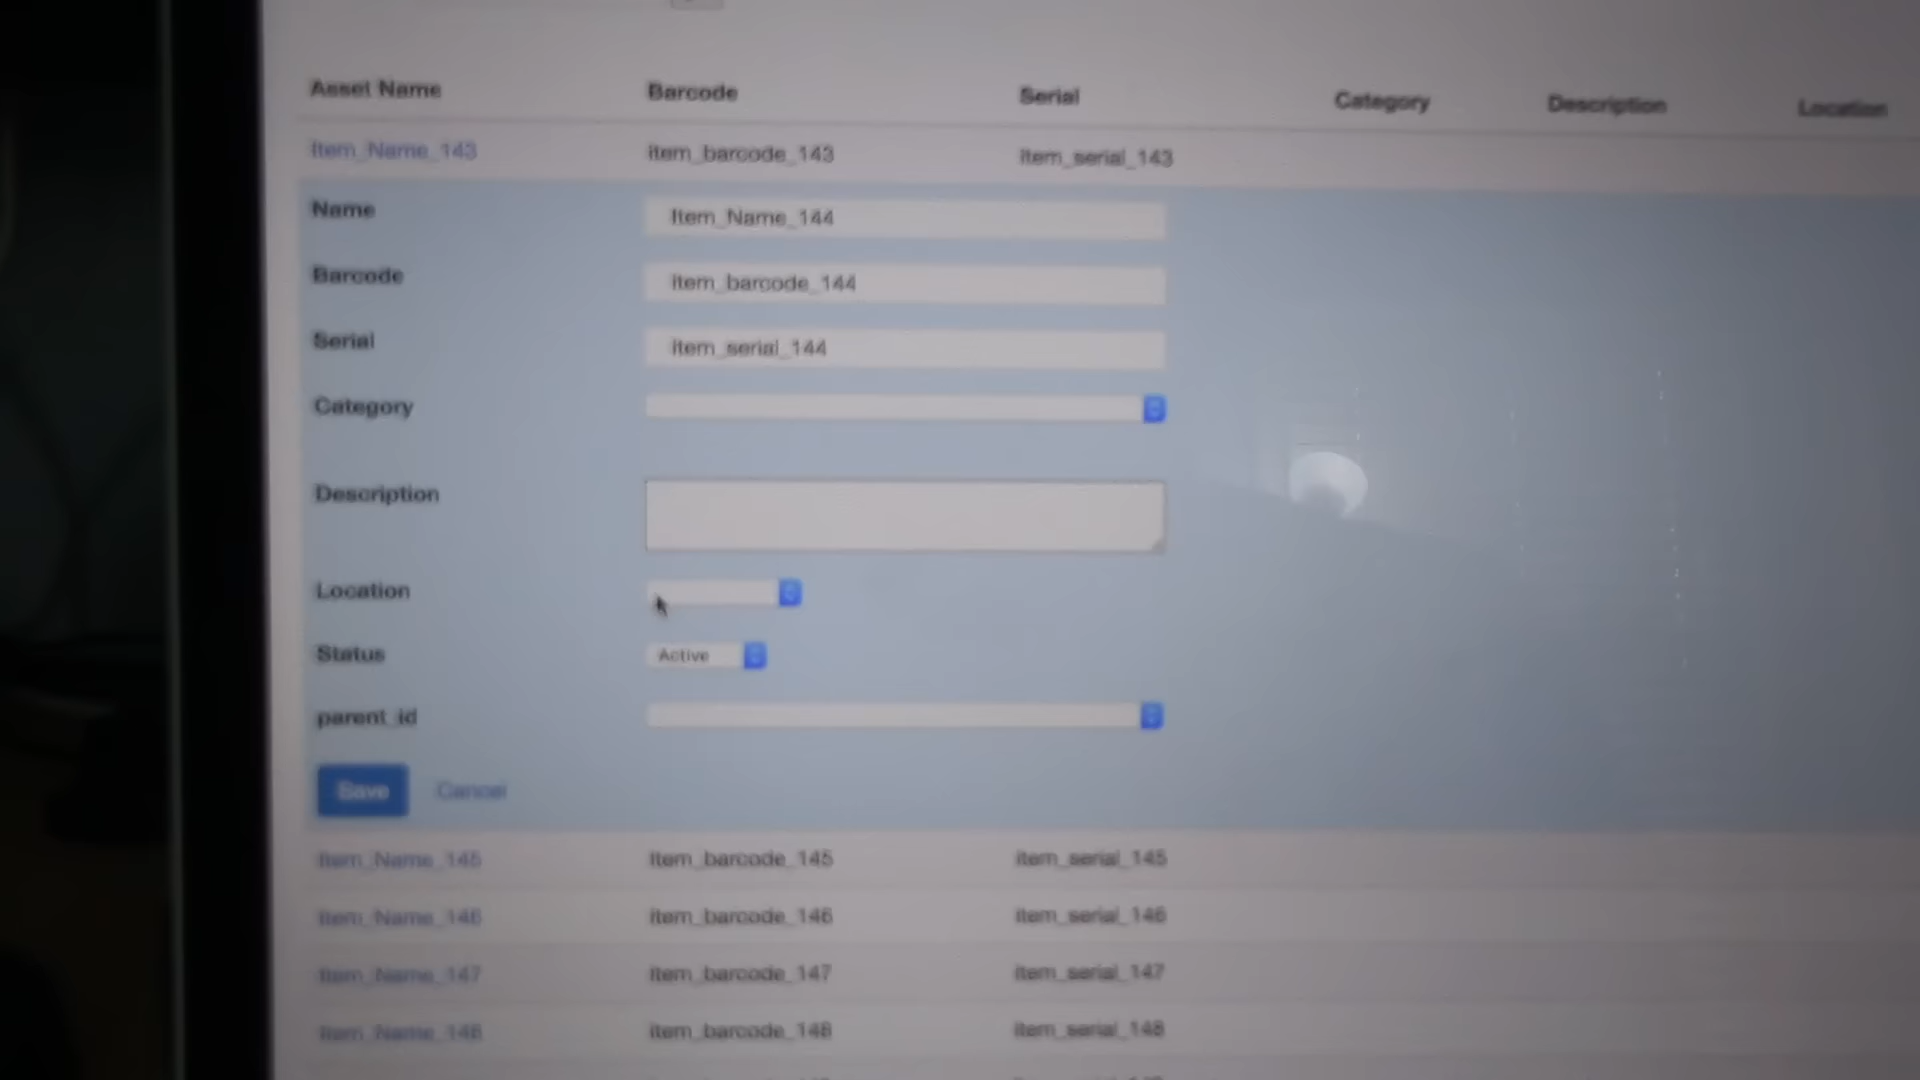 Asset Name Barcode Serial Category Description Location
Item_Name_143 item_barcode_143 item_serial_143
Name Item_Name_144
Barcode item_barcode_144
Serial item_serial_144
Category
Description
Location
Status Active
parent_id
Save Cancel
Item_Name_145 item_barcode_145 item_serial_145
Item_Name_146 item_barcode_146 item_serial_146
Item_Name_147 item_barcode_147 item_serial_147
Item_Name_148 item_barcode_148 item_serial_148